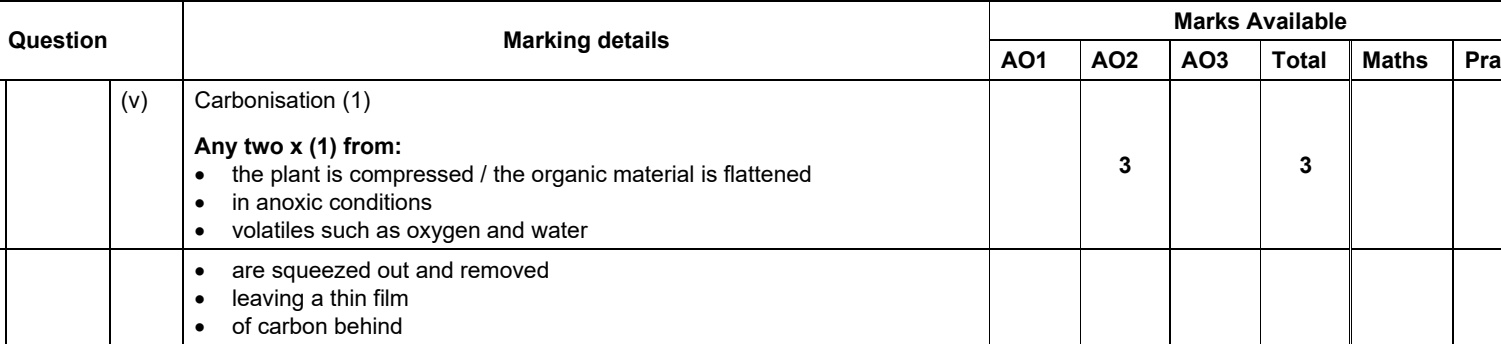 Question
Marking details
Marks Available
AO1 AO2 AO3 Total Maths Pra
(v) Carbonisation (1)
Any two x (1) from:
• the plant is compressed / the organic material is flattened
3 3
• in anoxic conditions
• volatiles such as oxygen and water
• are squeezed out and removed
• leaving a thin film
• of carbon behind